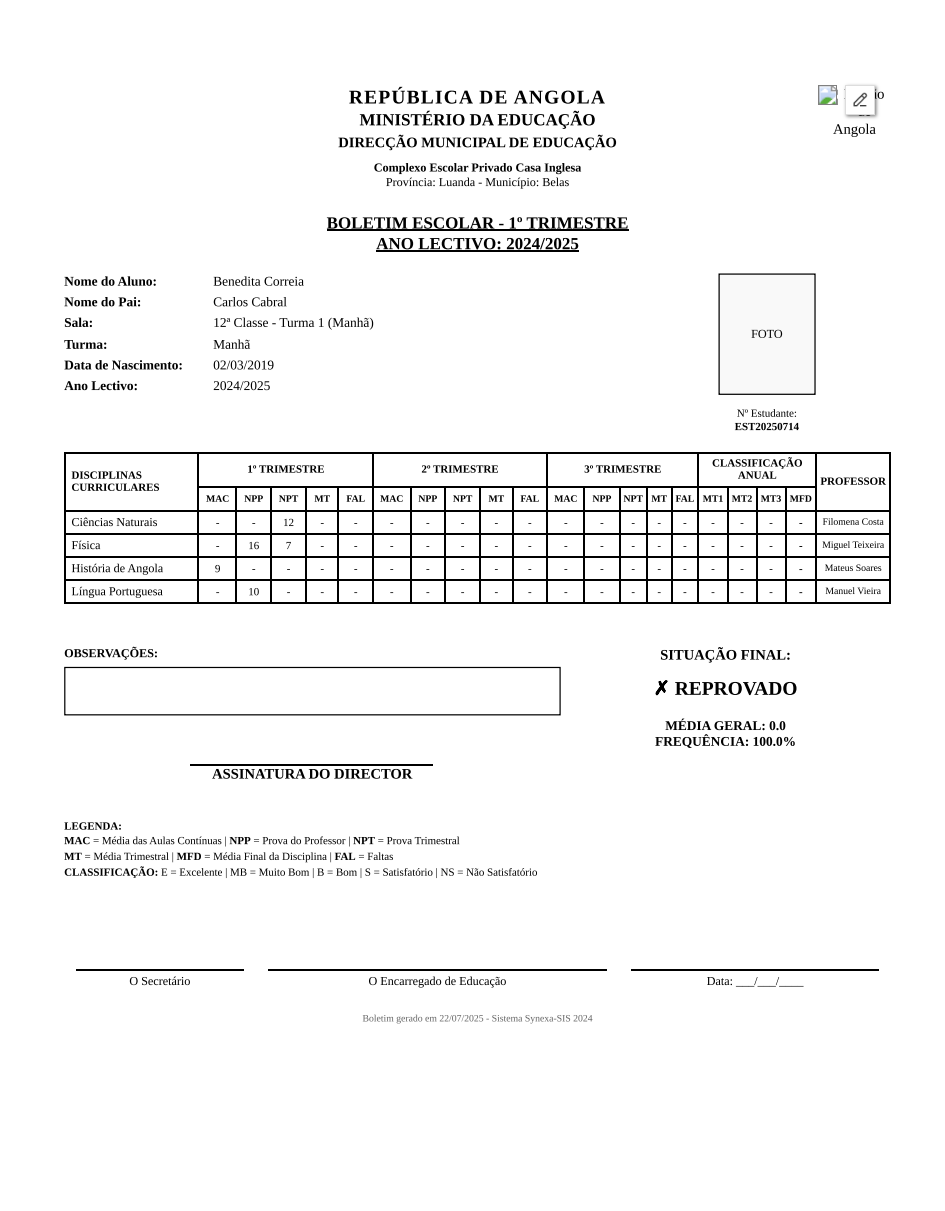 REPÚBLICA DE ANGOLA
MINISTÉRIO DA EDUCAÇÃO
DIRECÇÃO MUNICIPAL DE EDUCAÇÃO
Complexo Escolar Privado Casa Inglesa
Província: Luanda - Município: Belas
Angola
BOLETIM ESCOLAR - 1º TRIMESTRE
ANO LECTIVO: 2024/2025
Nome do Aluno: Benedita Correia
Nome do Pai: Carlos Cabral
Sala: 12ª Classe - Turma 1 (Manhã)
Turma: Manhã
Data de Nascimento: 02/03/2019
Ano Lectivo: 2024/2025
FOTO
Nº Estudante:
EST20250714
DISCIPLINAS CURRICULARES 1º TRIMESTRE 2º TRIMESTRE 3º TRIMESTRE CLASSIFICAÇÃO ANUAL PROFESSOR
MAC NPP NPT MT FAL MAC NPP NPT MT FAL MAC NPP NPT MT FAL MT1 MT2 MT3 MFD
Ciências Naturais - - 12 - - - - - - - - - - - - - - - - Filomena Costa
Física - 16 7 - - - - - - - - - - - - - - - - Miguel Teixeira
História de Angola 9 - - - - - - - - - - - - - - - - - - Mateus Soares
Língua Portuguesa - 10 - - - - - - - - - - - - - - - - - Manuel Vieira
OBSERVAÇÕES:
SITUAÇÃO FINAL:
✗ REPROVADO
MÉDIA GERAL: 0.0
FREQUÊNCIA: 100.0%
ASSINATURA DO DIRECTOR
LEGENDA:
MAC = Média das Aulas Contínuas | NPP = Prova do Professor | NPT = Prova Trimestral
MT = Média Trimestral | MFD = Média Final da Disciplina | FAL = Faltas
CLASSIFICAÇÃO: E = Excelente | MB = Muito Bom | B = Bom | S = Satisfatório | NS = Não Satisfatório
O Secretário
O Encarregado de Educação
Data: ___/___/____
Boletim gerado em 22/07/2025 - Sistema Synexa-SIS 2024